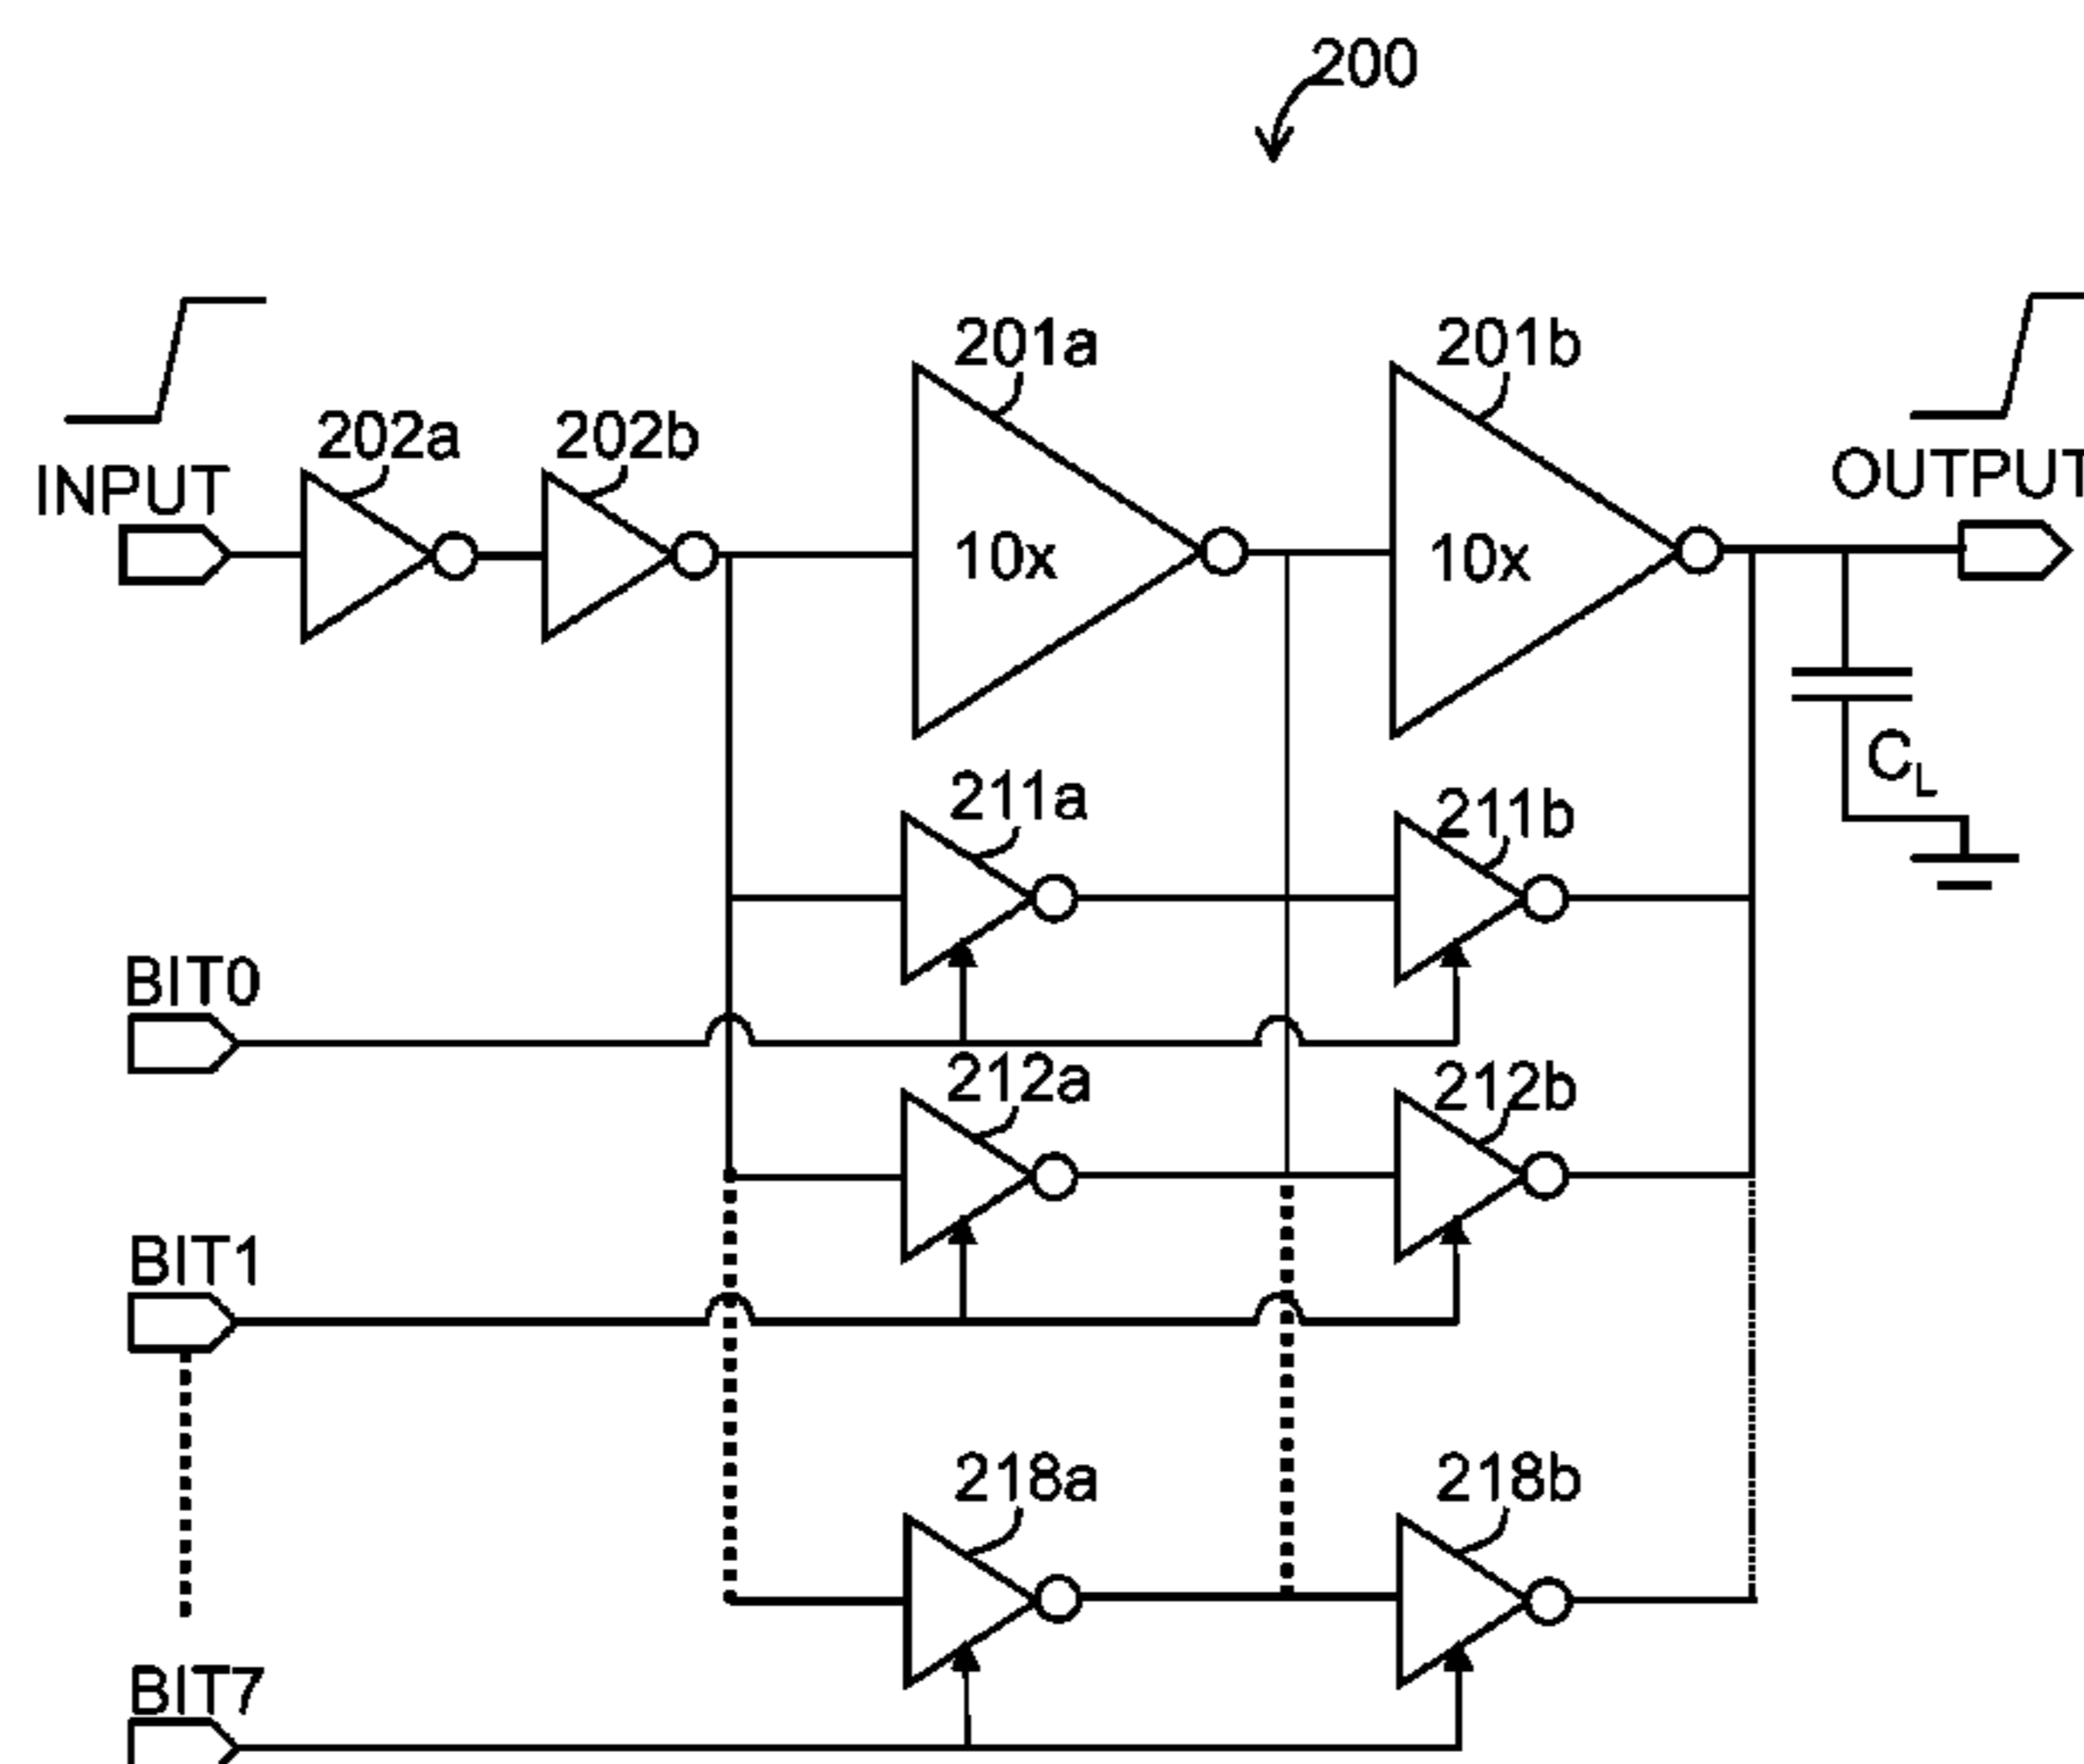 200
201a
201b
202a
202b
INPUT
OUTPUT
10x
10x
CL
211a
211b
BIT0
212a
212b
BIT1
218a
218b
BIT7